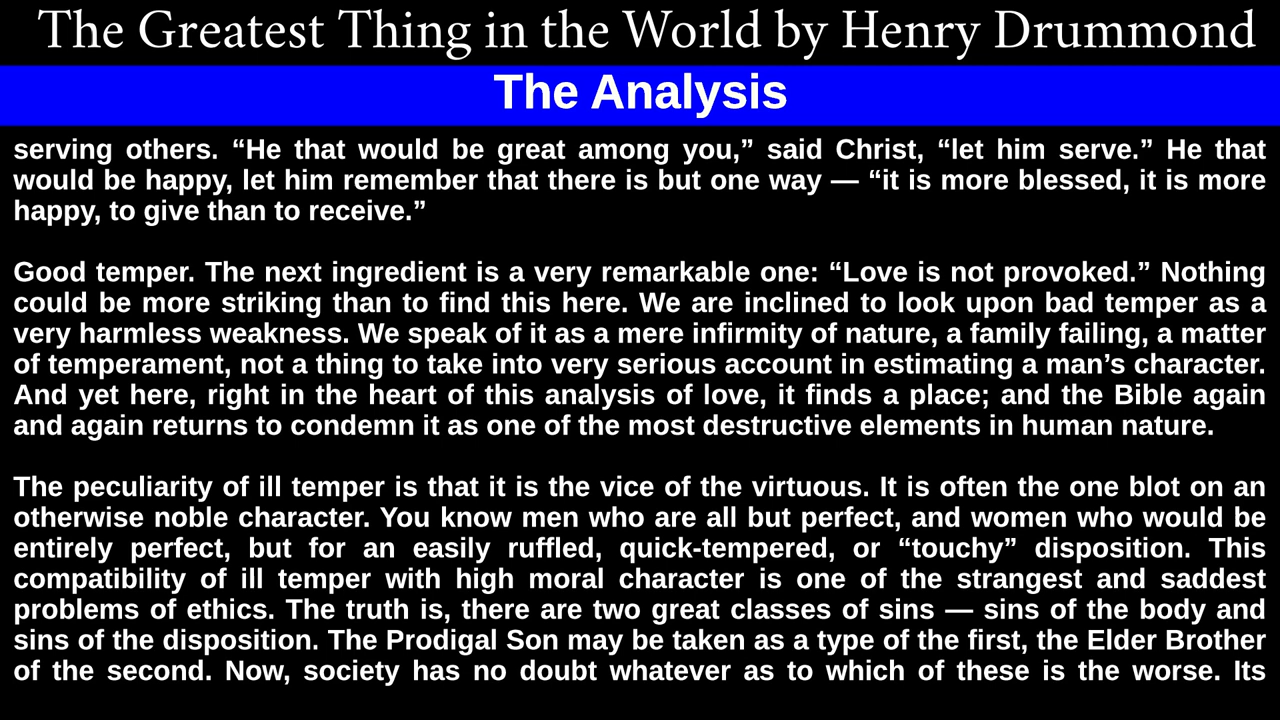 The Greatest Thing in the World by Henry Drummond
The Analysis
serving others. “He that would be great among you,” said Christ, “let him serve.” He that
would be happy, let him remember that there is but one way — “it is more blessed, it is more
happy, to give than to receive.”
Good temper. The next ingredient is a very remarkable one: “Love is not provoked.” Nothing
could be more striking than to find this here. We are inclined to look upon bad temper as a
very harmless weakness. We speak of it as a mere infirmity of nature, a family failing, a matter
of temperament, not a thing to take into very serious account in estimating a man’s character.
And yet here, right in the heart of this analysis of love, it finds a place; and the Bible again
and again returns to condemn it as one of the most destructive elements in human nature.
The peculiarity of ill temper is that it is the vice of the virtuous. It is often the one blot on an
otherwise noble character. You know men who are all but perfect, and women who would be
entirely perfect, but for an easily ruffled, quick-tempered, or “touchy” disposition. This
compatibility of ill temper with high moral character is one of the strangest and saddest
problems of ethics. The truth is, there are two great classes of sins — sins of the body and
sins of the disposition. The Prodigal Son may be taken as a type of the first, the Elder Brother
of the second. Now, society has no doubt whatever as to which of these is the worse. Its